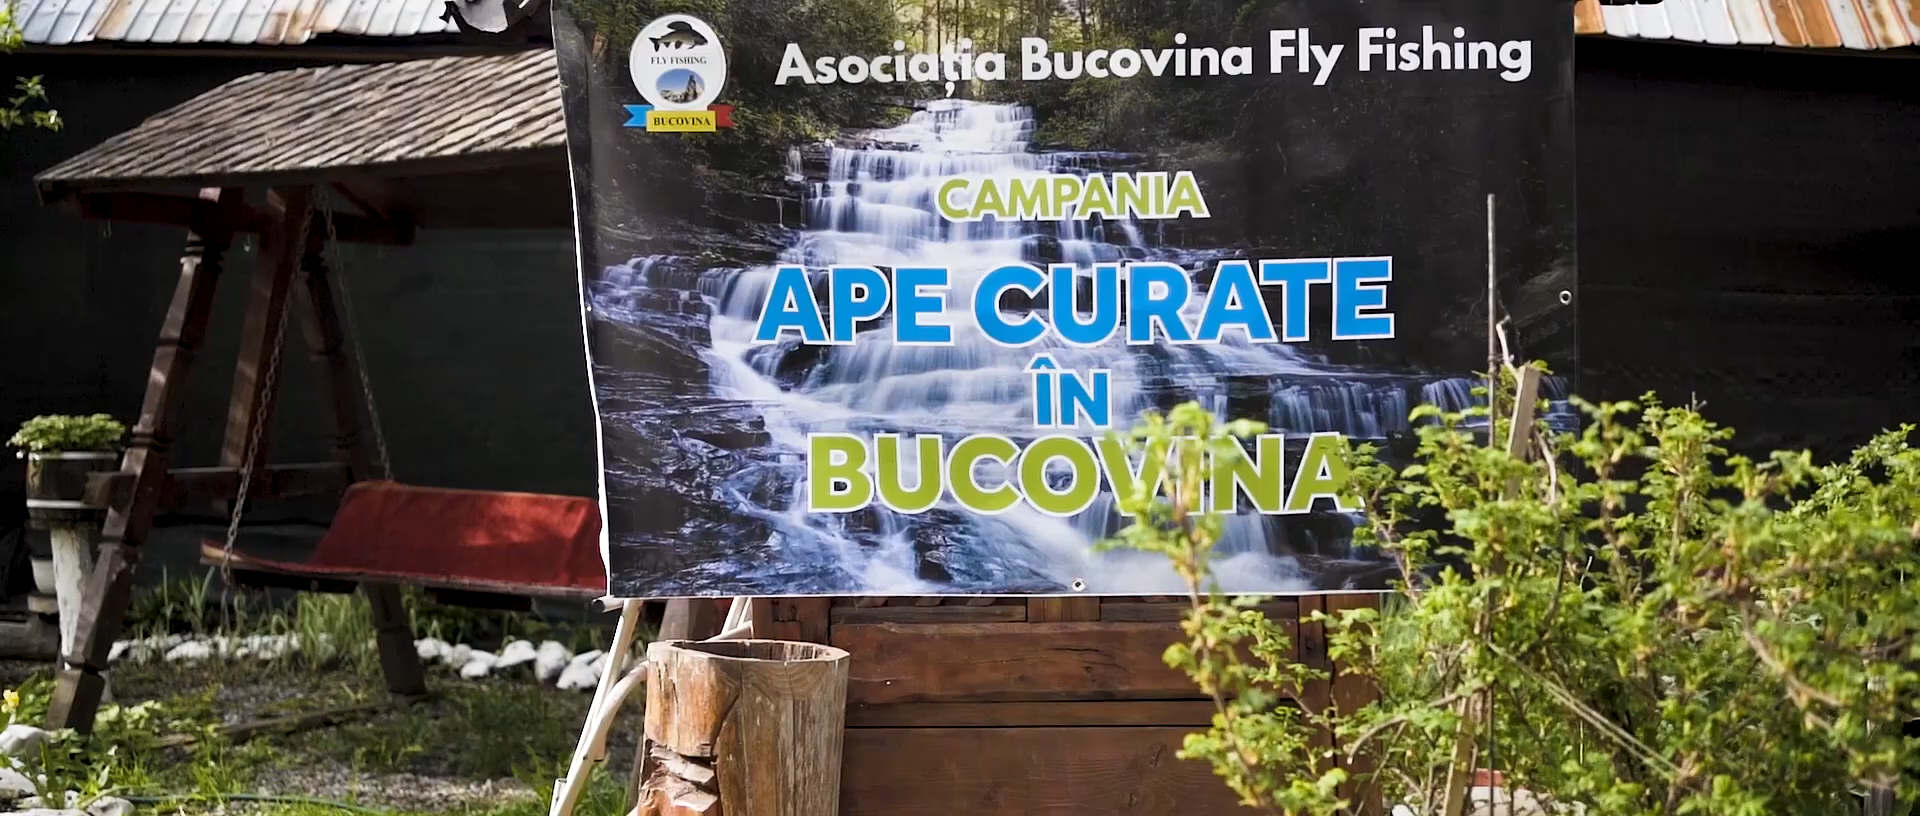 FLY FISHING
BUCOVINA
Asociația Bucovina Fly Fishing
CAMPANIA
APE CURATE
ÎN
BUCOVINA